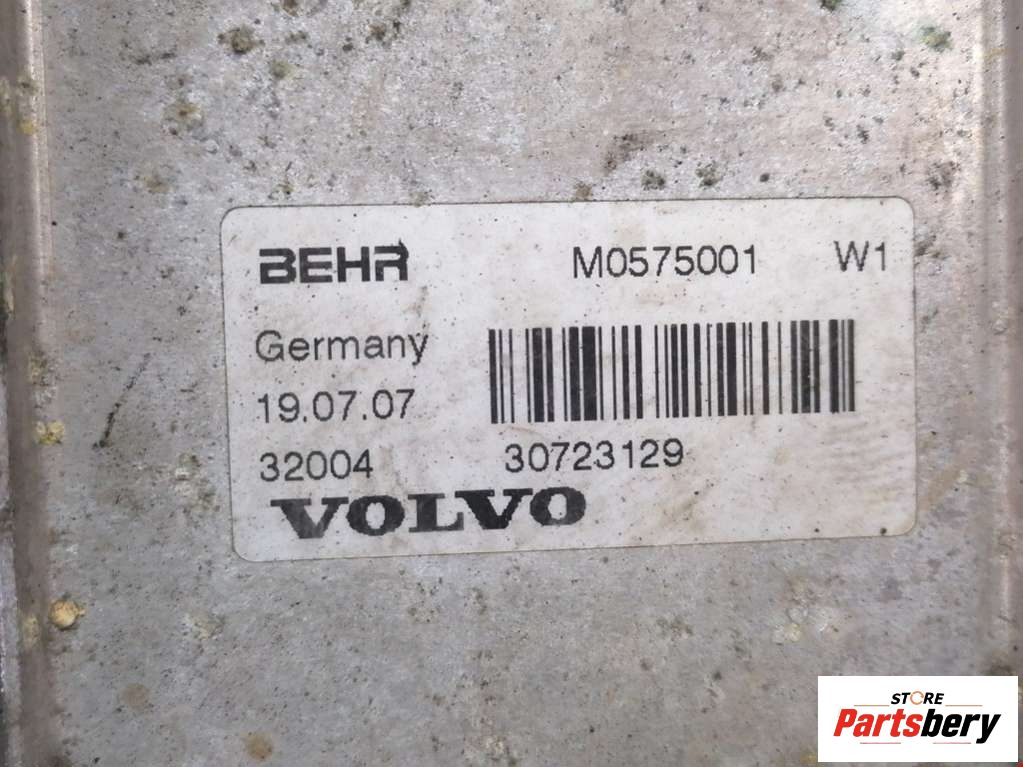 BEHR M0575001 W1
Germany
19.07.07
32004 30723129
VOLVO
STORE
Partsbery